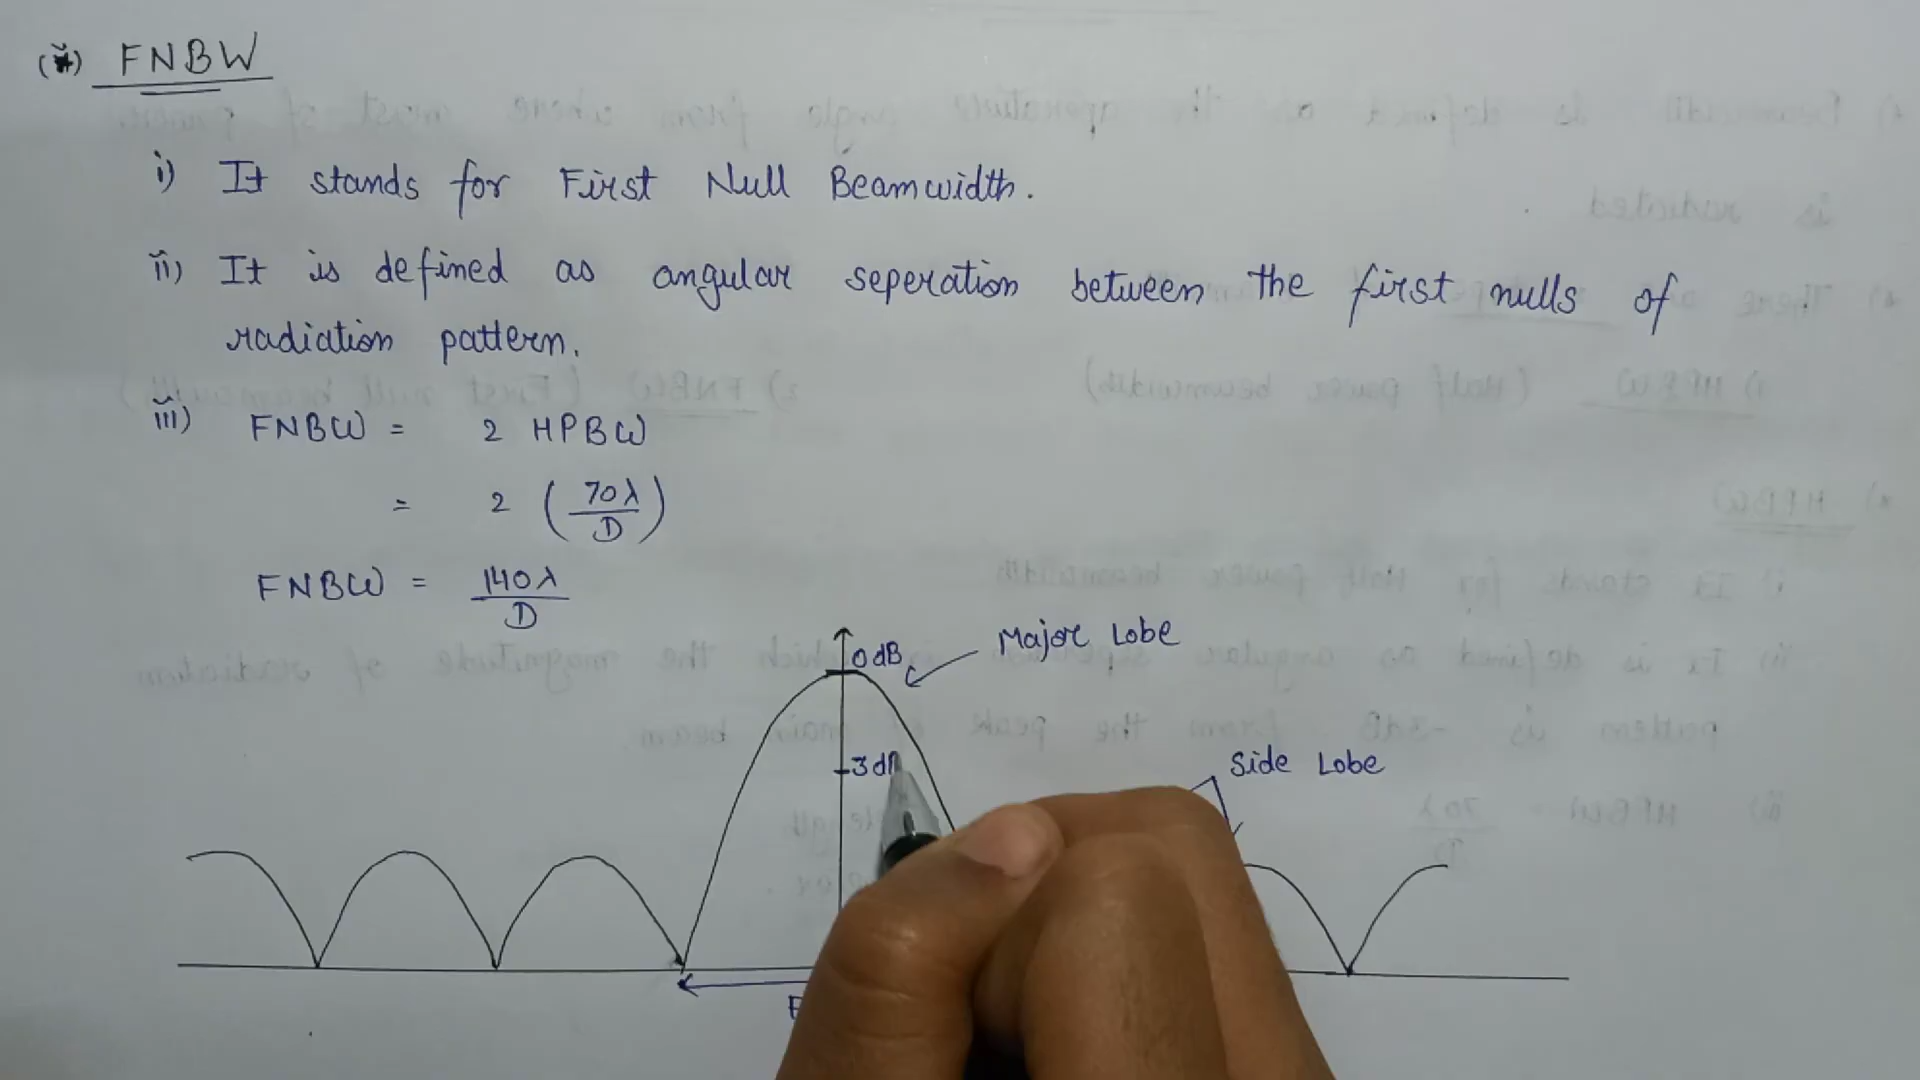 FNBW
i) It stands for First Null Beamwidth.
ii) It is defined as angular seperation between the first nulls of
radiation pattern.
iii) FNBW = 2 HPBW
= 2 (70λ/D)
FNBW = 140λ/D
0dB
Major Lobe
Side Lobe